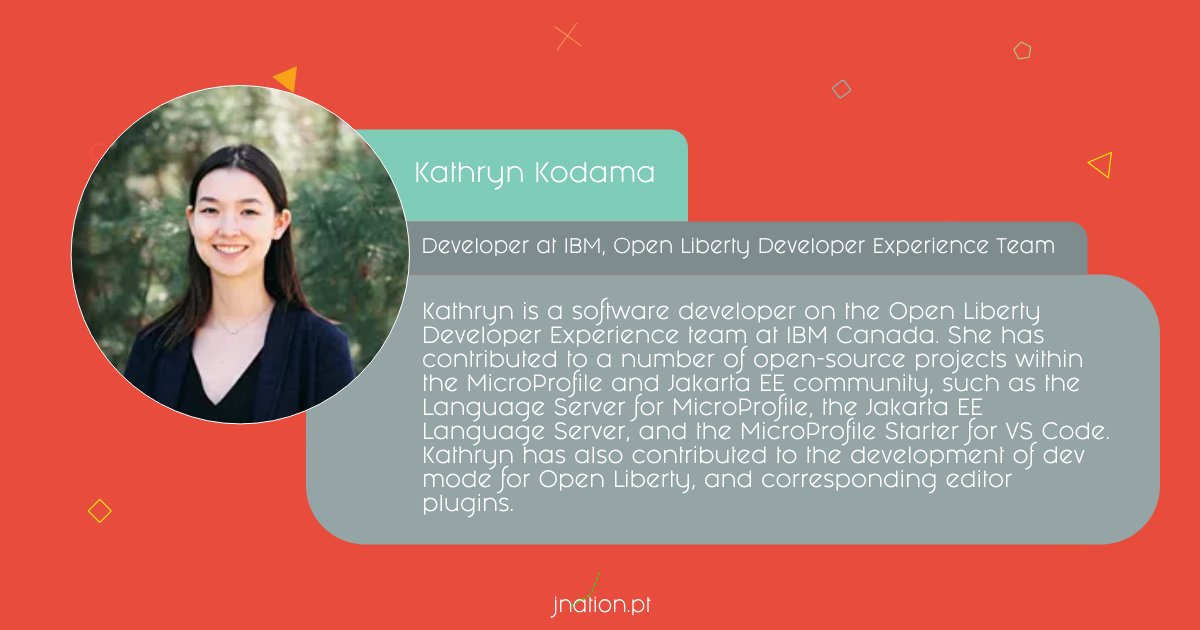 Kathryn Kodama
Developer at IBM, Open Liberty Developer Experience Team
Kathryn is a software developer on the Open Liberty
Developer Experience team at IBM Canada. She has
contributed to a number of open-source projects within
the MicroProfile and Jakarta EE community, such as the
Language Server for MicroProfile, the Jakarta EE
Language Server, and the MicroProfile Starter for VS Code.
Kathryn has also contributed to the development of dev
mode for Open Liberty, and corresponding editor
plugins.
jnation.pt